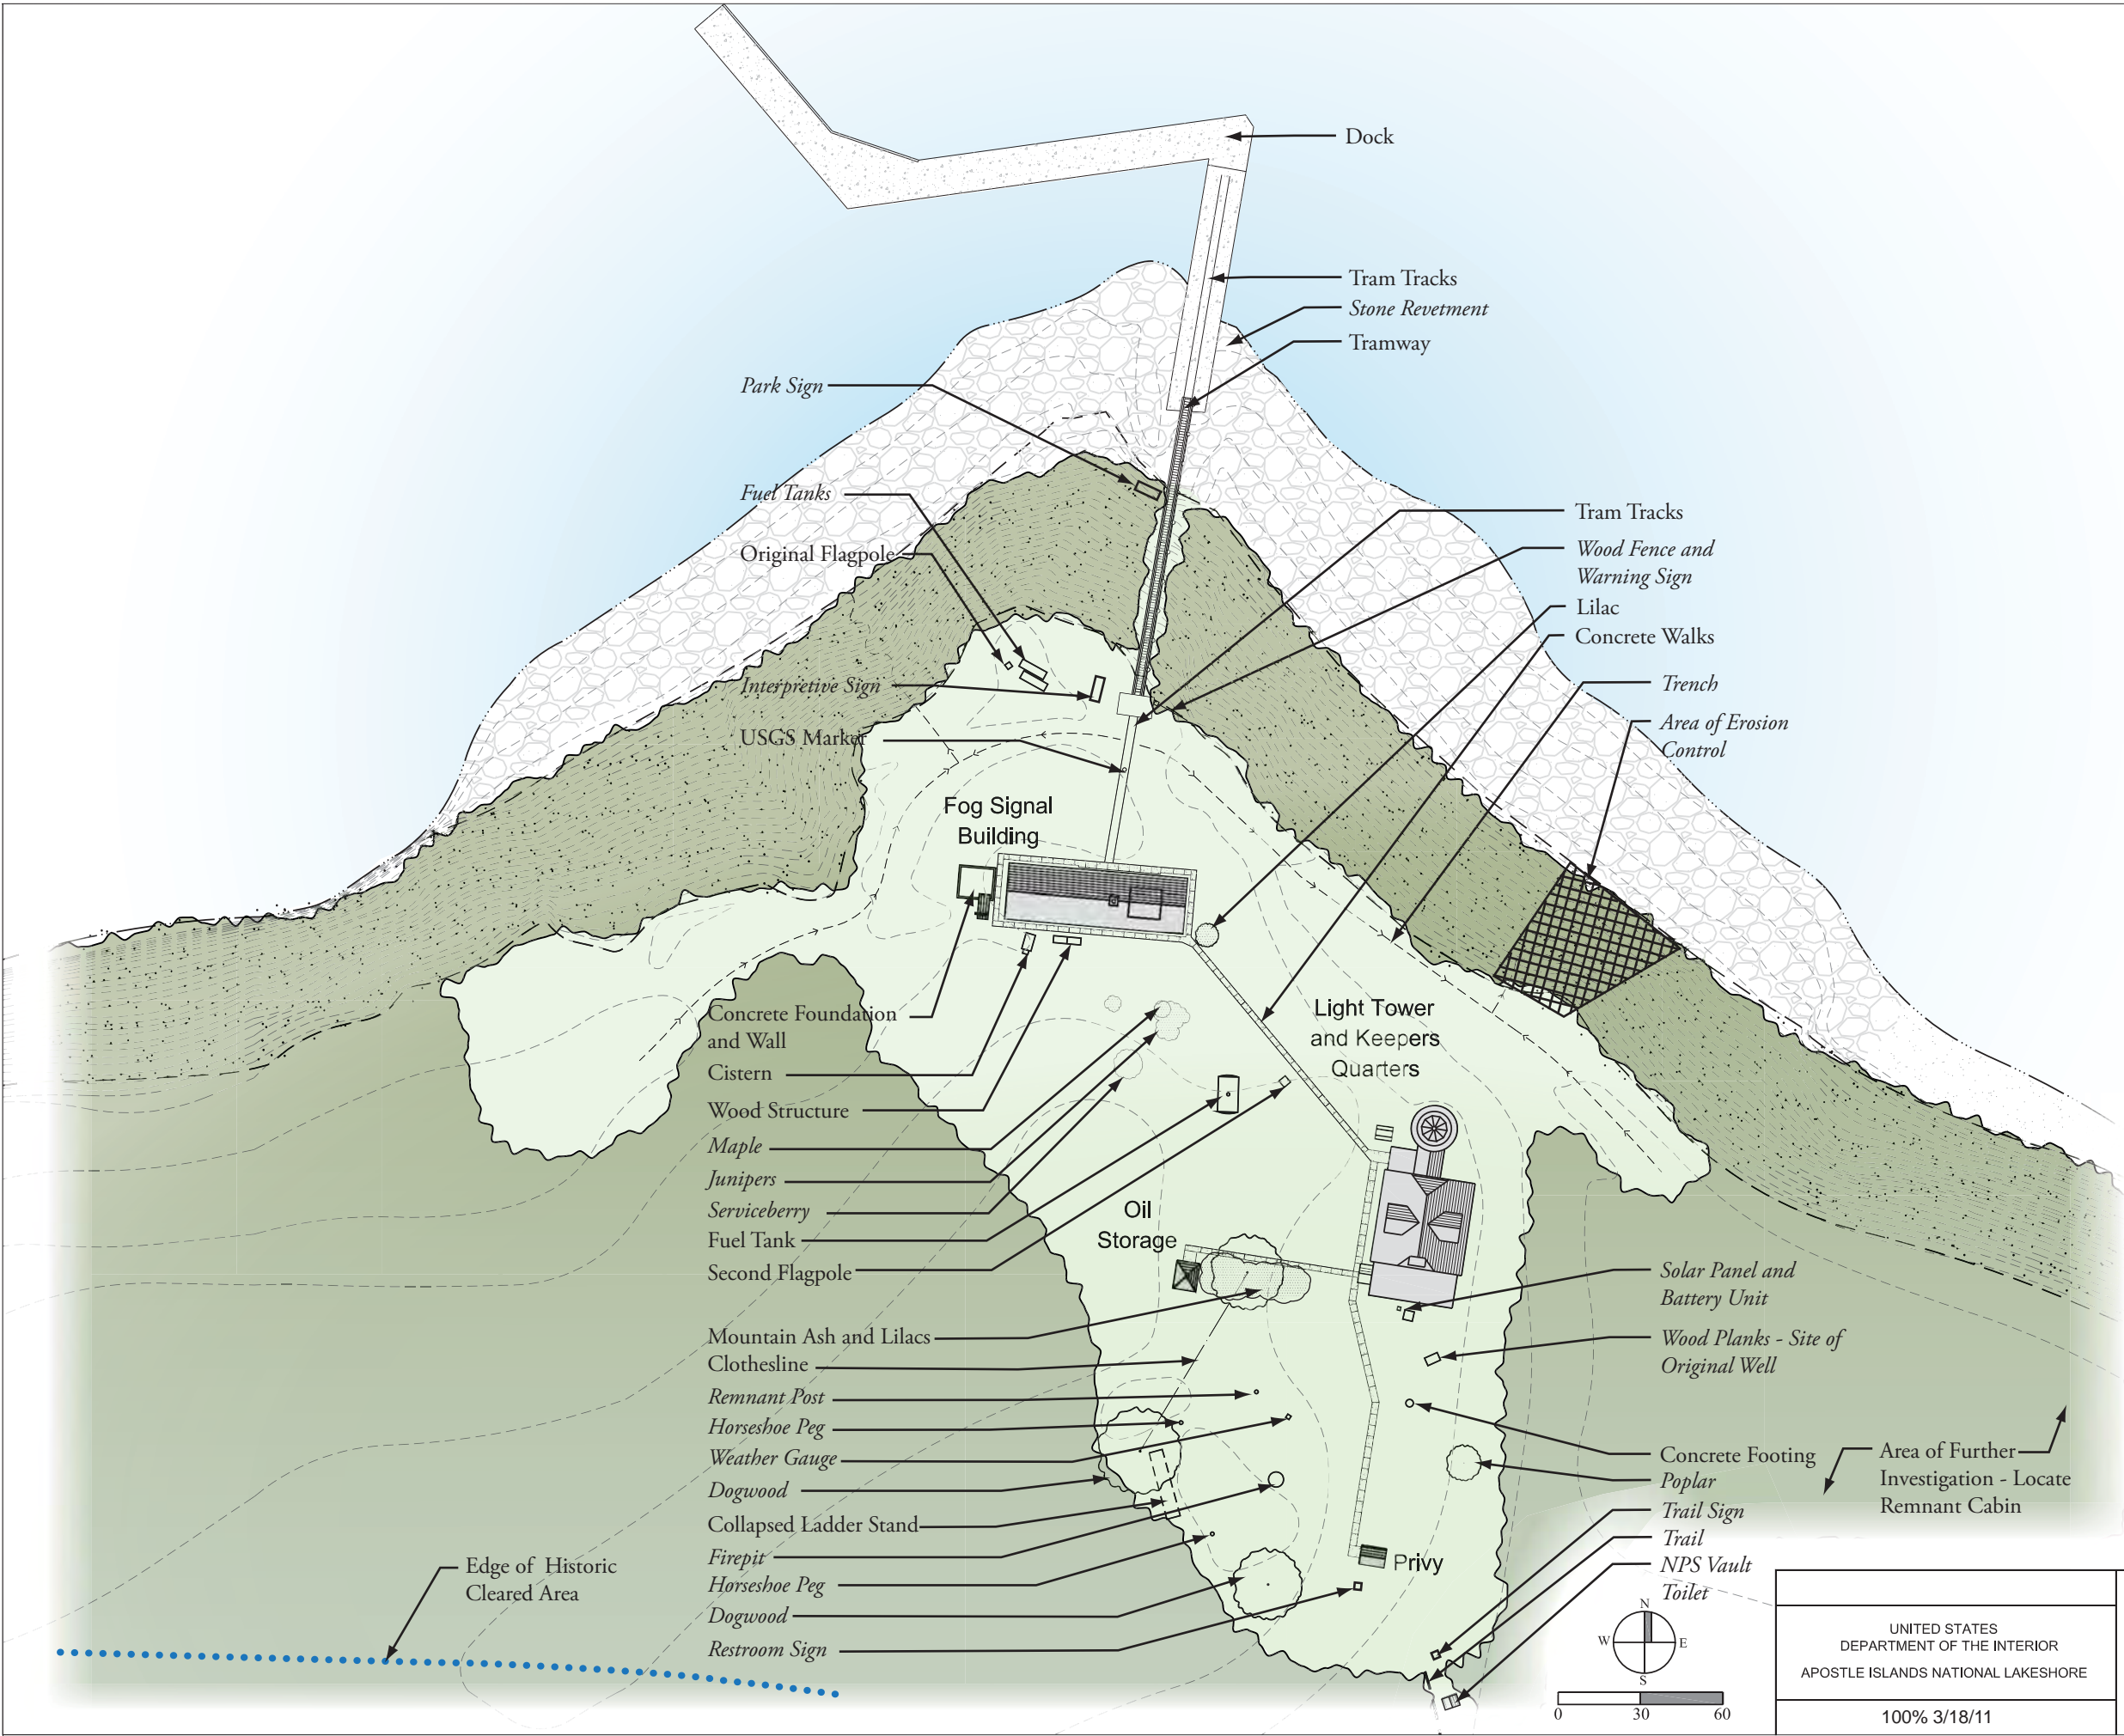 Dock
Tram Tracks
Stone Revetment
Tramway
Park Sign
Fuel Tanks
Original Flagpole
Interpretive Sign
USGS Marker
Tram Tracks
Wood Fence and
Warning Sign
Lilac
Concrete Walks
Trench
Area of Erosion
Control
Fog Signal
Building
Light Tower
and Keepers
Quarters
Concrete Foundation
and Wall
Cistern
Wood Structure
Maple
Junipers
Serviceberry
Fuel Tank
Second Flagpole
Oil
Storage
Mountain Ash and Lilacs
Clothesline
Remnant Post
Horseshoe Peg
Weather Gauge
Dogwood
Collapsed Ladder Stand
Firepit
Horseshoe Peg
Dogwood
Restroom Sign
Solar Panel and
Battery Unit
Wood Planks - Site of
Original Well
Concrete Footing
Poplar
Trail Sign
Trail
NPS Vault
Toilet
Area of Further
Investigation - Locate
Remnant Cabin
Privy
Edge of Historic
Cleared Area
N
W E
S
0 30 60
UNITED STATES
DEPARTMENT OF THE INTERIOR
APOSTLE ISLANDS NATIONAL LAKESHORE
100% 3/18/11